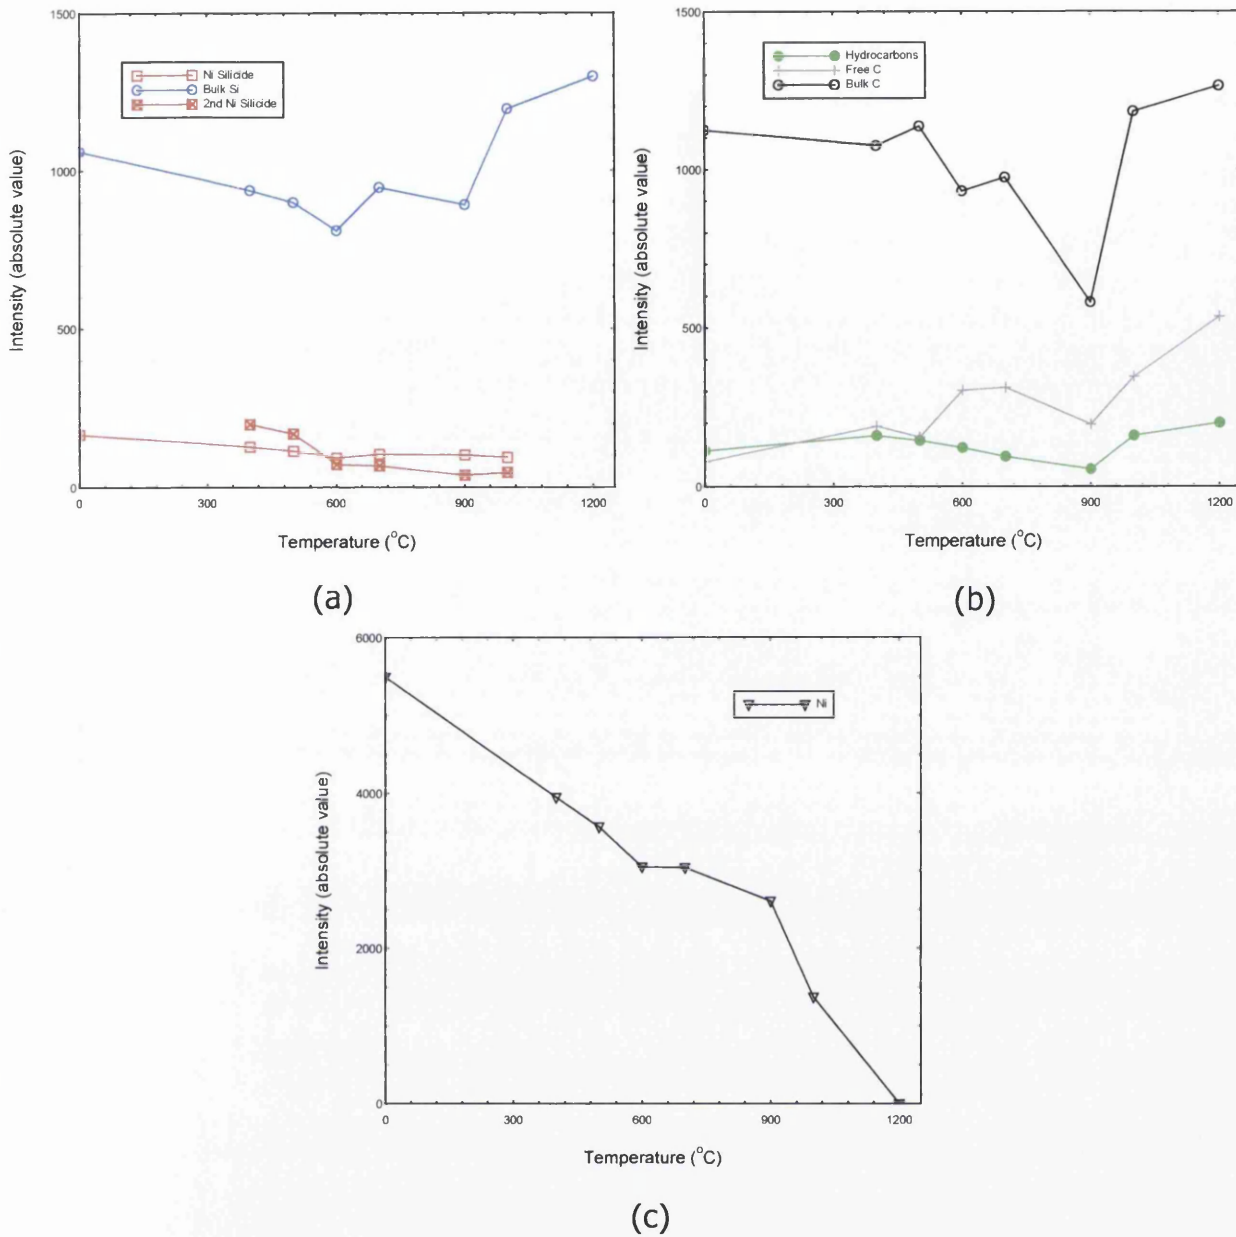 1500
1000
500
0
0 300 600 900 1200
Intensity (absolute value)
Temperature (°C)
Ni Silicide
Bulk Si
2nd Ni Silicide
(a)
1500
1000
500
0
0 300 600 900 1200
Intensity (absolute value)
Temperature (°C)
Hydrocarbons
Free C
Bulk C
(b)
6000
4000
2000
0
0 300 600 900 1200
Intensity (absolute value)
Temperature (°C)
Ni
(c)